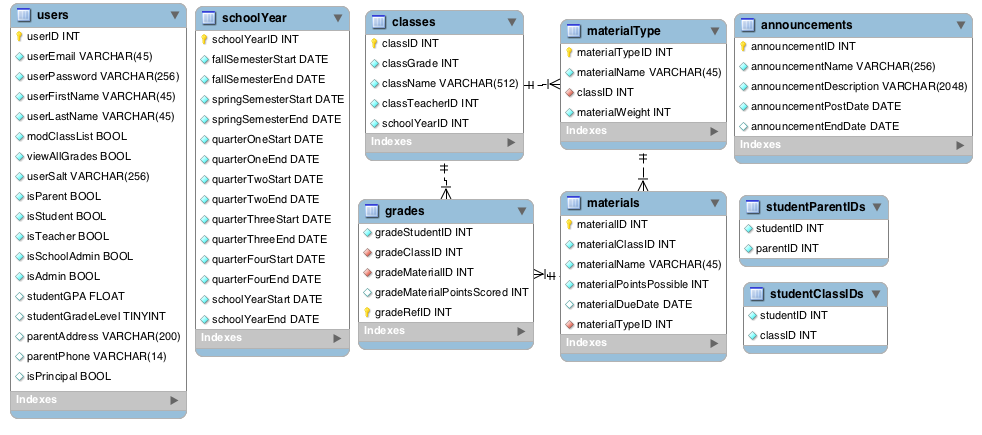 users
userID INT
userEmail VARCHAR(45)
userPassword VARCHAR(256)
userFirstName VARCHAR(45)
userLastName VARCHAR(45)
modClassList BOOL
viewAllGrades BOOL
userSalt VARCHAR(256)
isParent BOOL
isStudent BOOL
isTeacher BOOL
isSchoolAdmin BOOL
isAdmin BOOL
studentGPA FLOAT
studentGradeLevel TINYINT
parentAddress VARCHAR(200)
parentPhone VARCHAR(14)
isPrincipal BOOL
Indexes
schoolYear
schoolYearID INT
fallSemesterStart DATE
fallSemesterEnd DATE
springSemesterStart DATE
springSemesterEnd DATE
quarterOneStart DATE
quarterOneEnd DATE
quarterTwoStart DATE
quarterTwoEnd DATE
quarterThreeStart DATE
quarterThreeEnd DATE
quarterFourStart DATE
quarterFourEnd DATE
schoolYearStart DATE
schoolYearEnd DATE
Indexes
classes
classID INT
classGrade INT
className VARCHAR(512)
classTeacherID INT
schoolYearID INT
Indexes
grades
gradeStudentID INT
gradeClassID INT
gradeMaterialID INT
gradeMaterialPointsScored INT
gradeRefID INT
Indexes
materialType
materialTypeID INT
materialName VARCHAR(45)
classID INT
materialWeight INT
Indexes
materials
materialID INT
materialClassID INT
materialName VARCHAR(45)
materialPointsPossible INT
materialDueDate DATE
materialTypeID INT
Indexes
announcements
announcementID INT
announcementName VARCHAR(256)
announcementDescription VARCHAR(2048)
announcementPostDate DATE
announcementEndDate DATE
Indexes
studentParentIDs
studentID INT
parentID INT
studentClassIDs
studentID INT
classID INT